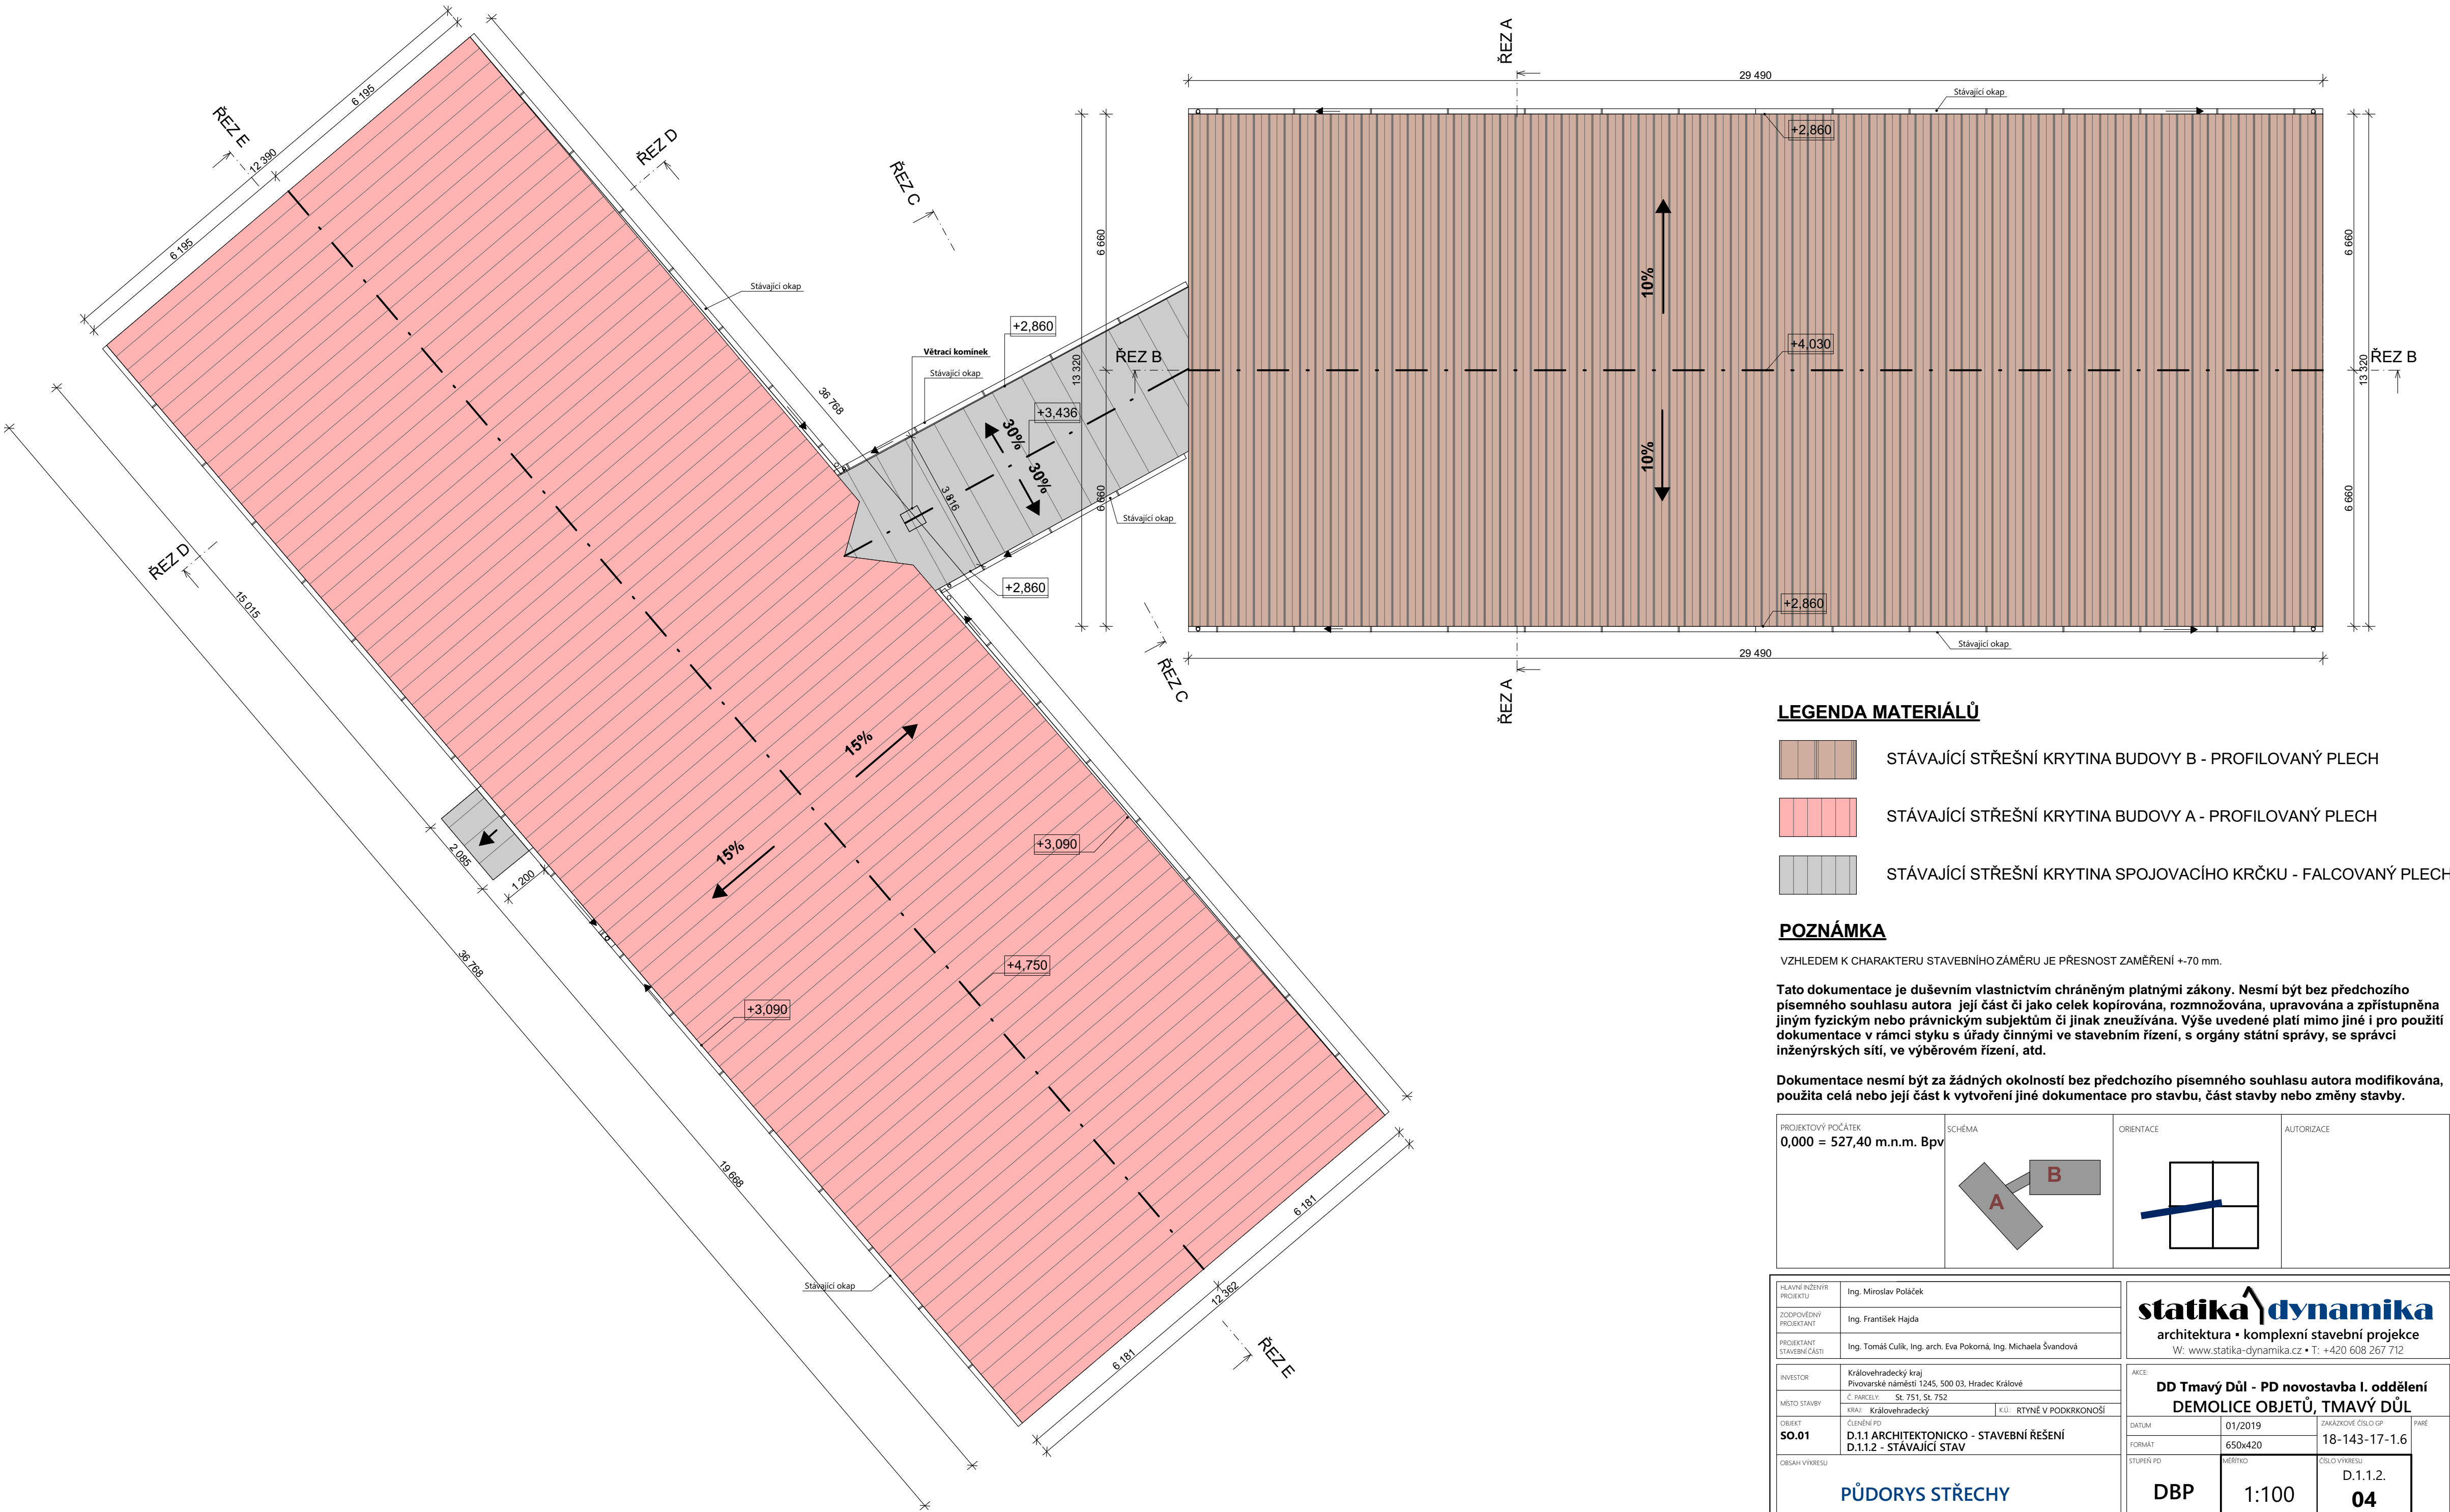 ŘEZ A
29 490
Stávající okap
+2,860
6 195
6 195
12 390
ŘEZ E
ŘEZ D
ŘEZ C
36 768
Stávající okap
6 660
13 320
6 660
10%
+4,030
10%
6 660
13 320
6 660
ŘEZ B
ŘEZ B
+2,860
Větrací komínek
Stávající okap
+3,436
30%
30%
3 816
Stávající okap
+2,860
+2,860
Stávající okap
29 490
ŘEZ A
ŘEZ C
ŘEZ D
15 015
2 085
1 200
36 768
19 668
15%
15%
+3,090
+4,750
+3,090
Stávající okap
6 181
6 181
12 362
ŘEZ E
LEGENDA MATERIÁLŮ
STÁVAJÍCÍ STŘEŠNÍ KRYTINA BUDOVY B - PROFILOVANÝ PLECH
STÁVAJÍCÍ STŘEŠNÍ KRYTINA BUDOVY A - PROFILOVANÝ PLECH
STÁVAJÍCÍ STŘEŠNÍ KRYTINA SPOJOVACÍHO KRČKU - FALCOVANÝ PLECH
POZNÁMKA
VZHLEDEM K CHARAKTERU STAVEBNÍHO ZÁMĚRU JE PŘESNOST ZAMĚŘENÍ +-70 mm.
Tato dokumentace je duševním vlastnictvím chráněným platnými zákony. Nesmí být bez předchozího
písemného souhlasu autora její část či jako celek kopírována, rozmnožována, upravována a zpřístupněna
jiným fyzickým nebo právnickým subjektům či jinak zneužívána. Výše uvedené platí mimo jiné i pro použití
dokumentace v rámci styku s úřady činnými ve stavebním řízení, s orgány státní správy, se správci
inženýrských sítí, ve výběrovém řízení, atd.
Dokumentace nesmí být za žádných okolností bez předchozího písemného souhlasu autora modifikována,
použita celá nebo její část k vytvoření jiné dokumentace pro stavbu, část stavby nebo změny stavby.
PROJEKTOVÝ POČÁTEK
0,000 = 527,40 m.n.m. Bpv
SCHÉMA
A
B
ORIENTACE
AUTORIZACE
HLAVNÍ INŽENÝR
PROJEKTU
Ing. Miroslav Poláček
ZODPOVĚDNÝ
PROJEKTANT
Ing. František Hajda
PROJEKTANT
STAVEBNÍ ČÁSTI
Ing. Tomáš Culík, Ing. arch. Eva Pokorná, Ing. Michaela Švandová
statika dynamika
architektura ▪ komplexní stavební projekce
W: www.statika-dynamika.cz ▪ T: +420 608 267 712
INVESTOR
Královehradecký kraj
Pivovarské náměstí 1245, 500 03, Hradec Králové
MÍSTO STAVBY
Č. PARCELY: St. 751, St. 752
KRAJ: Královehradecký
K.Ú.: RTYNĚ V PODKRKONOŠÍ
OBJEKT
SO.01
ČLENĚNÍ PD
D.1.1 ARCHITEKTONICKO - STAVEBNÍ ŘEŠENÍ
D.1.1.2 - STÁVAJÍCÍ STAV
OBSAH VÝKRESU
PŮDORYS STŘECHY
AKCE:
DD Tmavý Důl - PD novostavba I. oddělení
DEMOLICE OBJETŮ, TMAVÝ DŮL
DATUM
01/2019
ZAKÁZKOVÉ ČÍSLO GP
18-143-17-1.6
PARÉ
FORMÁT
650x420
STUPEŇ PD
DBP
MĚŘÍTKO
1:100
ČÍSLO VÝKRESU
D.1.1.2.
04